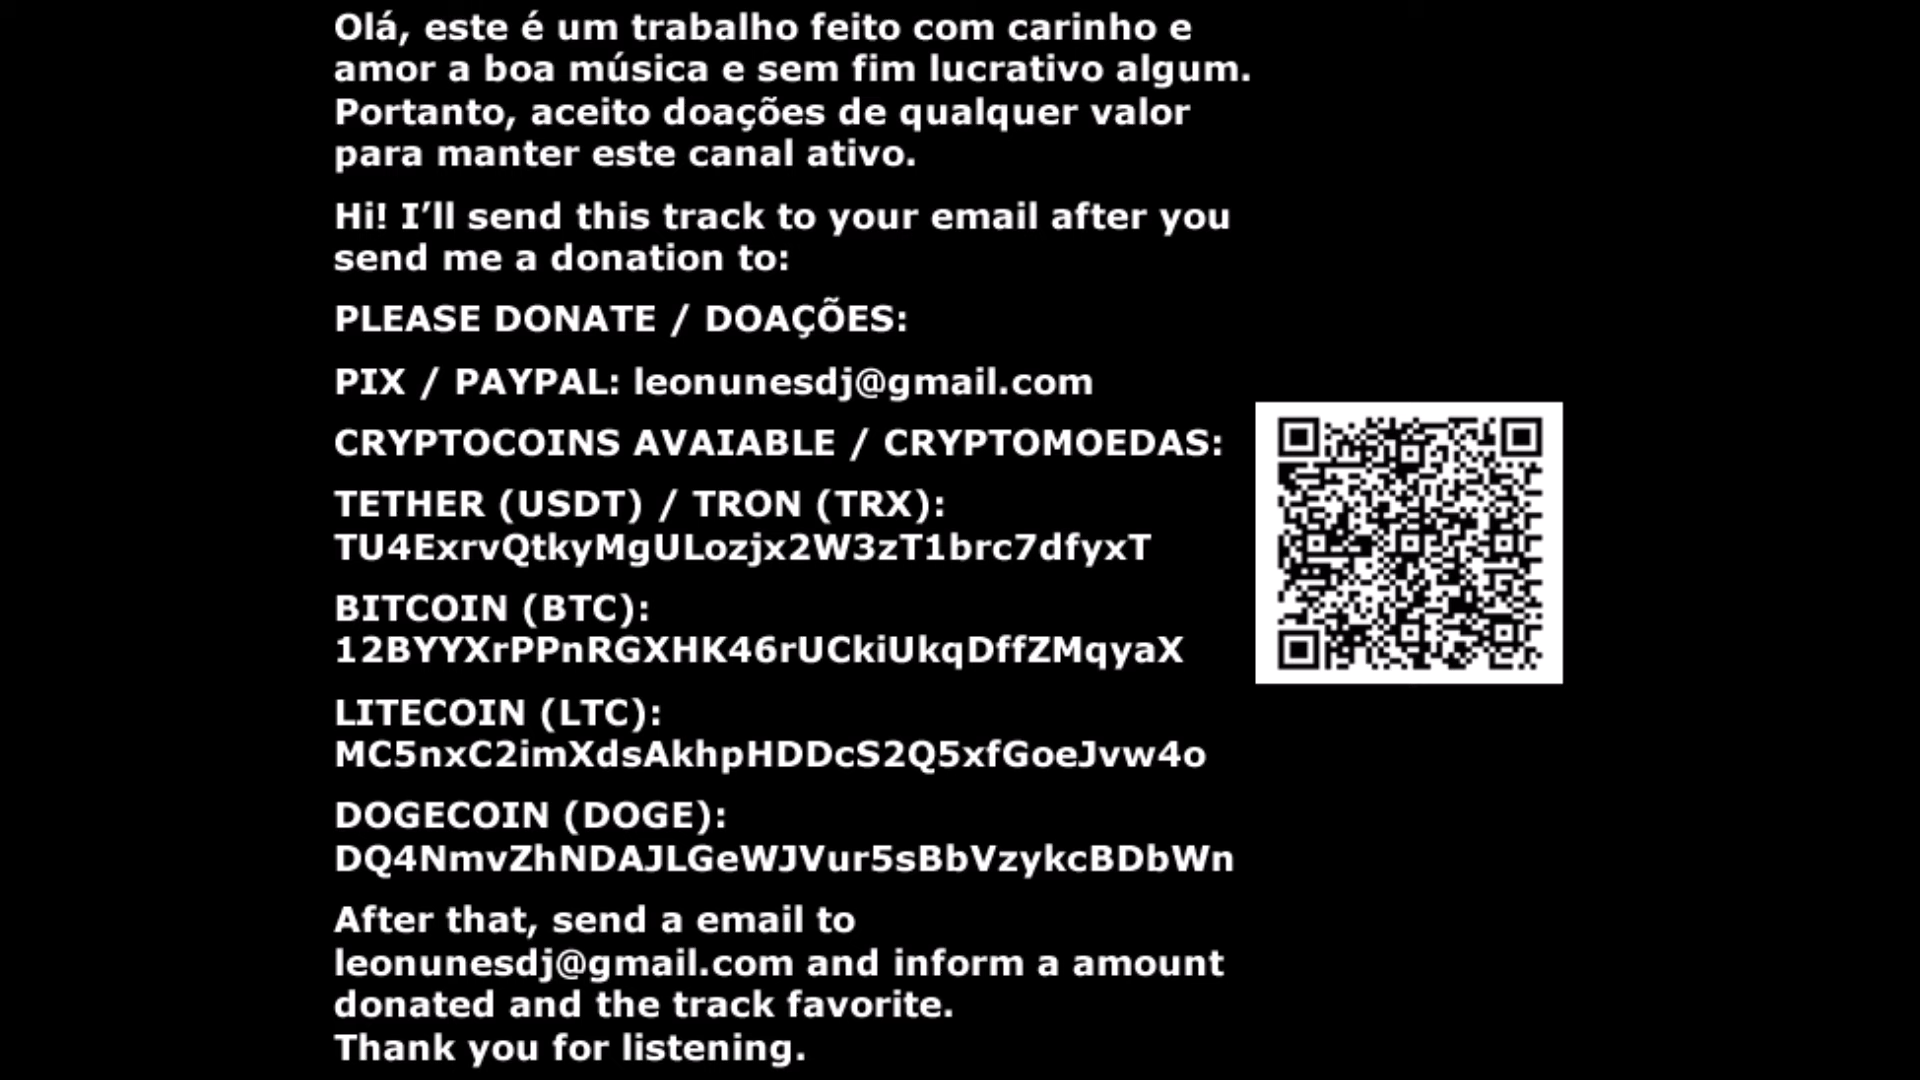 Olá, este é um trabalho feito com carinho e
amor a boa música e sem fim lucrativo algum.
Portanto, aceito doações de qualquer valor
para manter este canal ativo.
Hi! I’ll send this track to your email after you
send me a donation to:
PLEASE DONATE / DOAÇÕES:
PIX / PAYPAL: leonunesdj@gmail.com
CRYPTOCOINS AVAIABLE / CRYPTOMOEDAS:
TETHER (USDT) / TRON (TRX):
TU4ExrvQtkyMgULozjx2W3zT1brc7dfyxT
BITCOIN (BTC):
12BYYXrPPnRGXHK46rUCkiUkqDffZMqyaX
LITECOIN (LTC):
MC5nxC2imXdsAkhpHDDcS2Q5xfGoeJvw4o
DOGECOIN (DOGE):
DQ4NmvZhNDAJLGeWJVur5sBbVzykcBDbWn
After that, send a email to
leonunesdj@gmail.com and inform a amount
donated and the track favorite.
Thank you for listening.